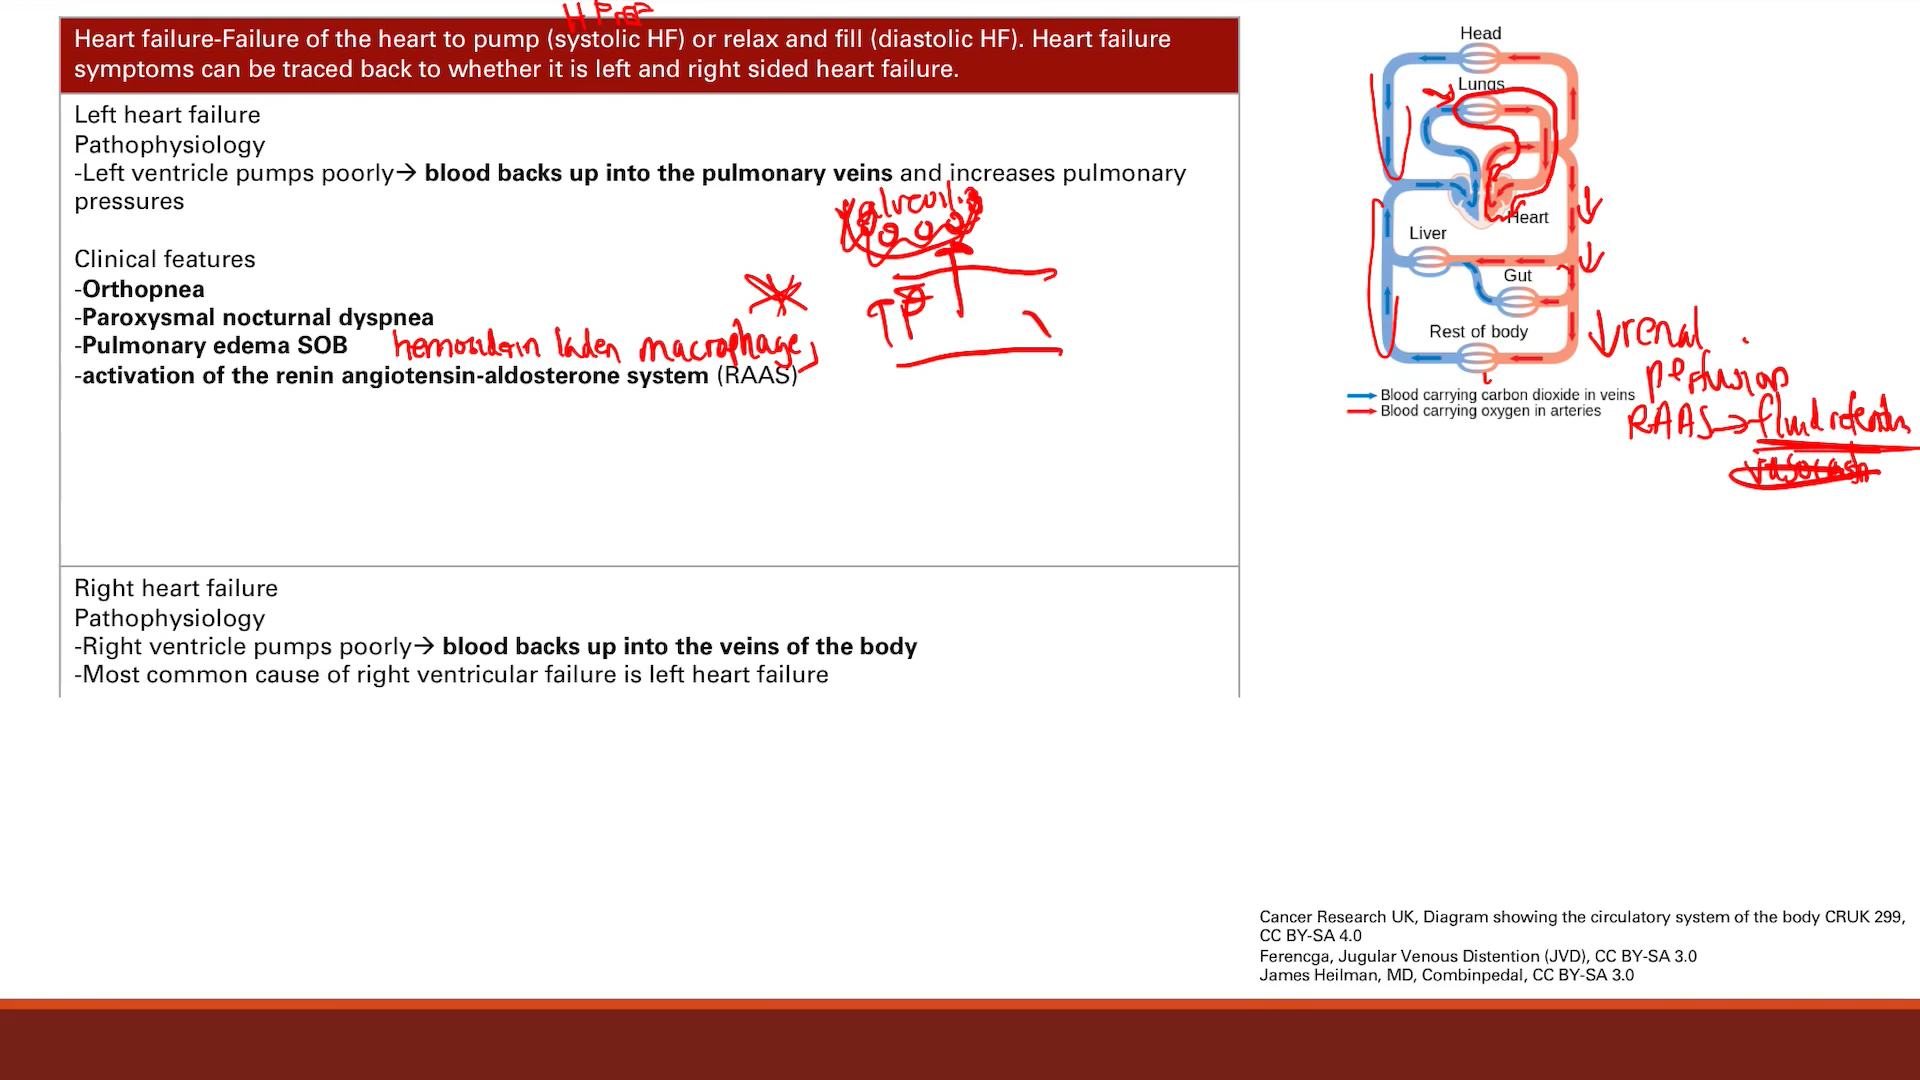 HFrEF
Heart failure-Failure of the heart to pump (systolic HF) or relax and fill (diastolic HF). Heart failure
symptoms can be traced back to whether it is left and right sided heart failure.
Left heart failure
Pathophysiology
-Left ventricle pumps poorly→ blood backs up into the pulmonary veins and increases pulmonary
pressures
alveoli
Clinical features
-Orthopnea
-Paroxysmal nocturnal dyspnea
↑P
-Pulmonary edema SOB hemosiderin laden macrophages
-activation of the renin angiotensin-aldosterone system (RAAS)
Right heart failure
Pathophysiology
-Right ventricle pumps poorly→ blood backs up into the veins of the body
-Most common cause of right ventricular failure is left heart failure
Head
Lungs
Heart
Liver
Gut
Rest of body
Blood carrying carbon dioxide in veins
Blood carrying oxygen in arteries
↓renal
perfusion
RAAS→fluid retention
Cancer Research UK, Diagram showing the circulatory system of the body CRUK 299,
CC BY-SA 4.0
Ferencga, Jugular Venous Distention (JVD), CC BY-SA 3.0
James Heilman, MD, Combinpedal, CC BY-SA 3.0